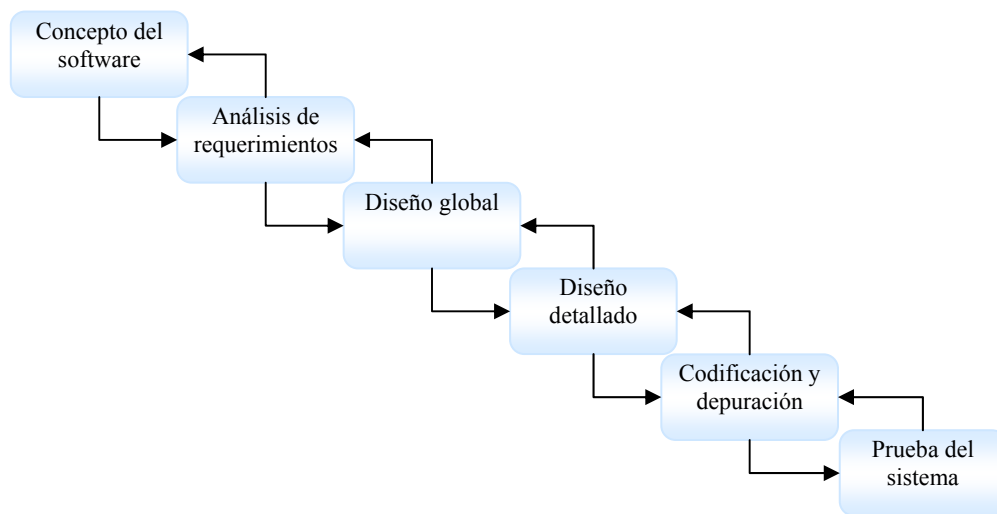 Concepto del
software
Análisis de
requerimientos
Diseño global
Diseño
detallado
Codificación y
depuración
Prueba del
sistema